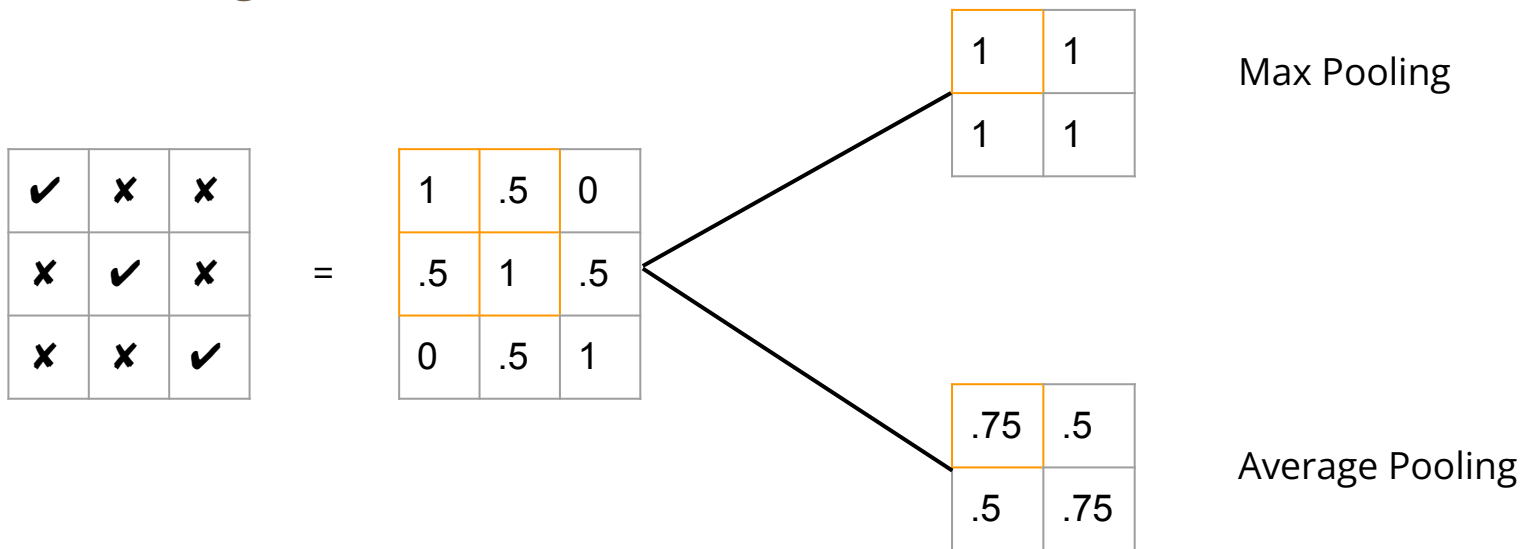 ✔ ✘ ✘
✘ ✔ ✘
✘ ✘ ✔
=
1 .5 0
.5 1 .5
0 .5 1
1 1
1 1
Max Pooling
.75 .5
.5 .75
Average Pooling